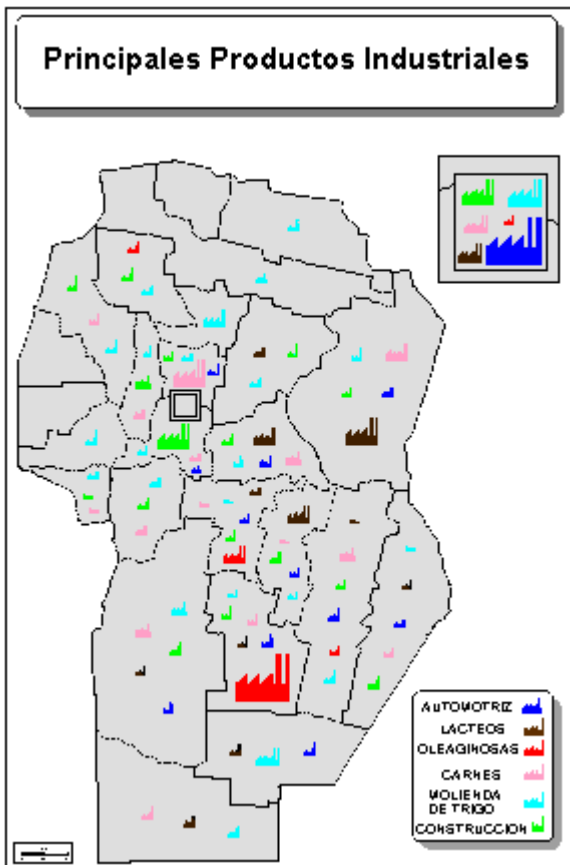 Principales Productos Industriales
AUTOMOTRIZ
LACTEOS
OLEAGINOSAS
CARNES
MOLIENDA
DE TRIGO
CONSTRUCCION